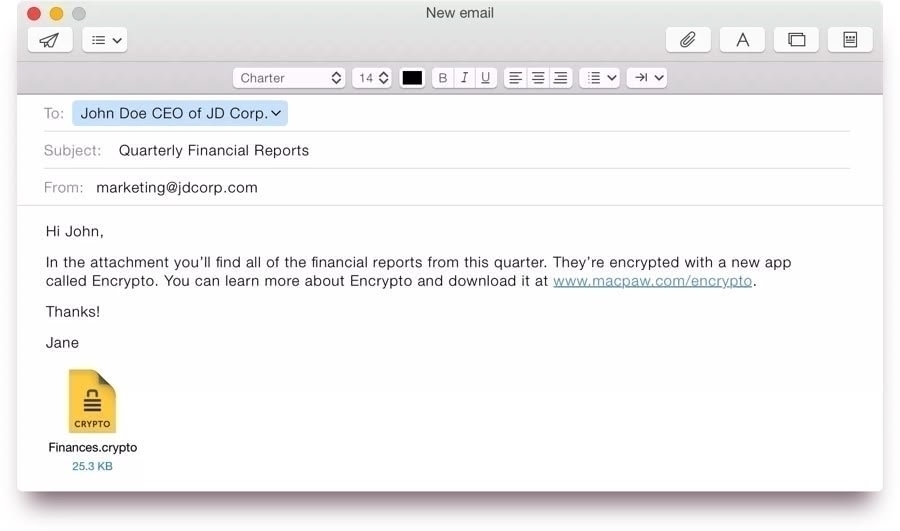 New email
Charter 14 B I U
To: John Doe CEO of JD Corp.
Subject: Quarterly Financial Reports
From: marketing@jdcorp.com
Hi John,
In the attachment you'll find all of the financial reports from this quarter. They're encrypted with a new app
called Encrypto. You can learn more about Encrypto and download it at www.macpaw.com/encrypto.
Thanks!
Jane
CRYPTO
Finances.crypto
25.3 KB